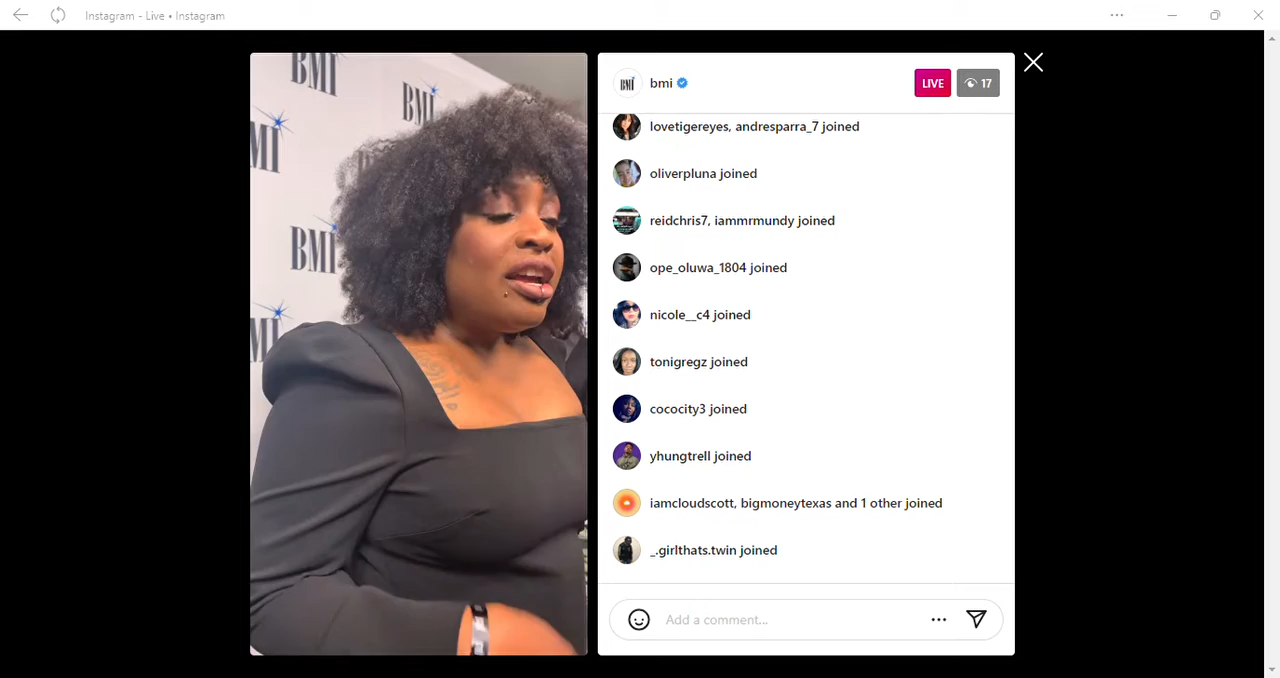 Instagram - Live • Instagram
BMI
BMI
BMI
BMI
BMI
BMI
bmi
LIVE
17
lovetigereyes, andresparra_7 joined
oliverpluna joined
reidchris7, iammrmundy joined
ope_oluwa_1804 joined
nicole__c4 joined
tonigregz joined
cococity3 joined
yhungtrell joined
iamcloudscott, bigmoneytexas and 1 other joined
_.girlthats.twin joined
Add a comment...